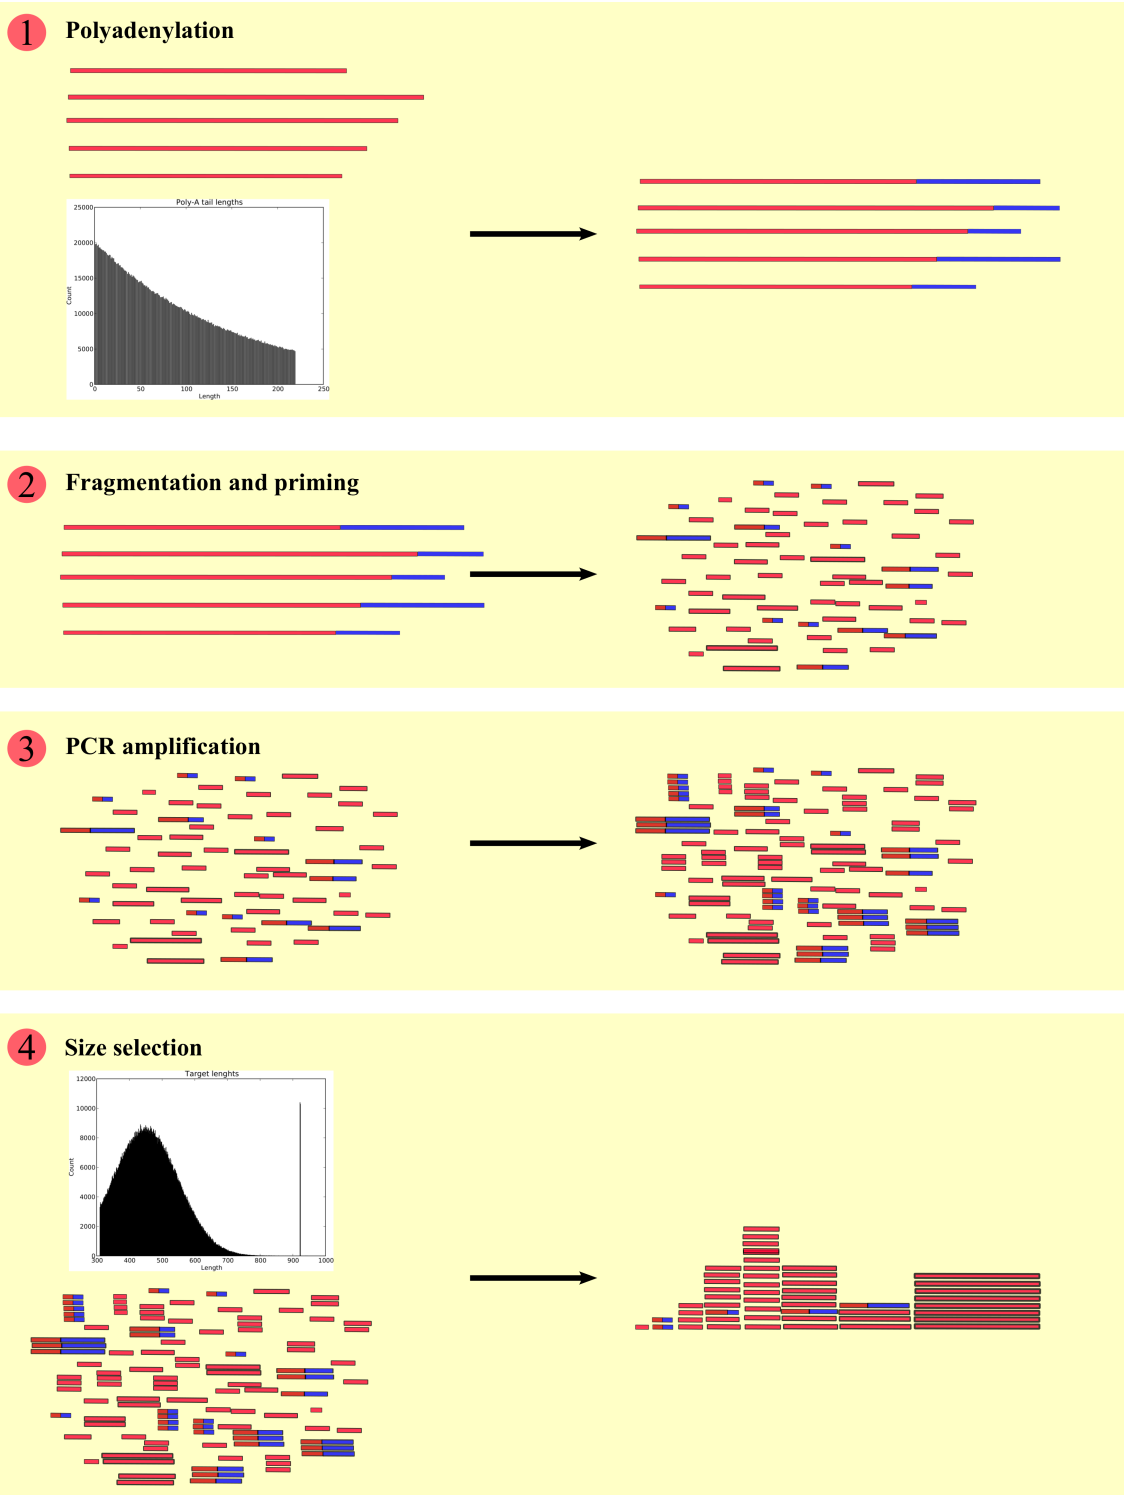 1 Polyadenylation
Poly-A tail lengths
25000
20000
15000
10000
5000
0
Count
0 50 100 150 200 250
Length
2 Fragmentation and priming
3 PCR amplification
4 Size selection
Target lenghts
12000
10000
8000
6000
4000
2000
0
Count
300 400 500 600 700 800 900 1000
Length